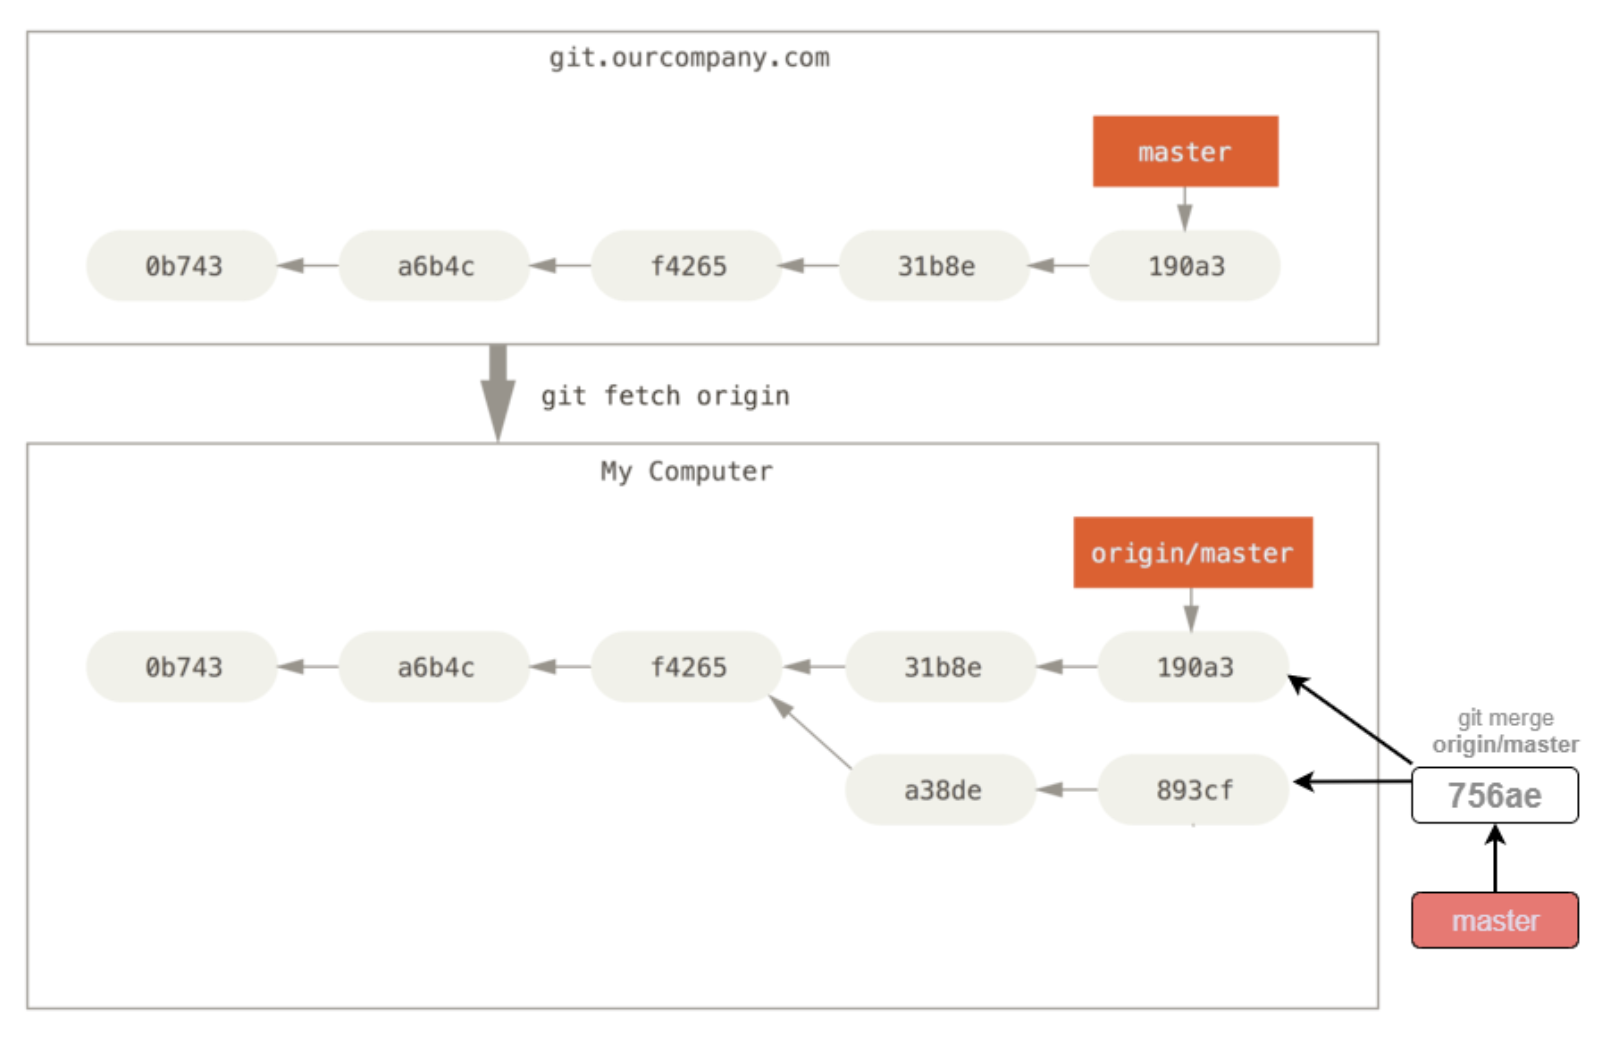 git.ourcompany.com
master
0b743
a6b4c
f4265
31b8e
190a3
git fetch origin
My Computer
origin/master
0b743
a6b4c
f4265
31b8e
190a3
git merge
origin/master
a38de
893cf
756ae
master